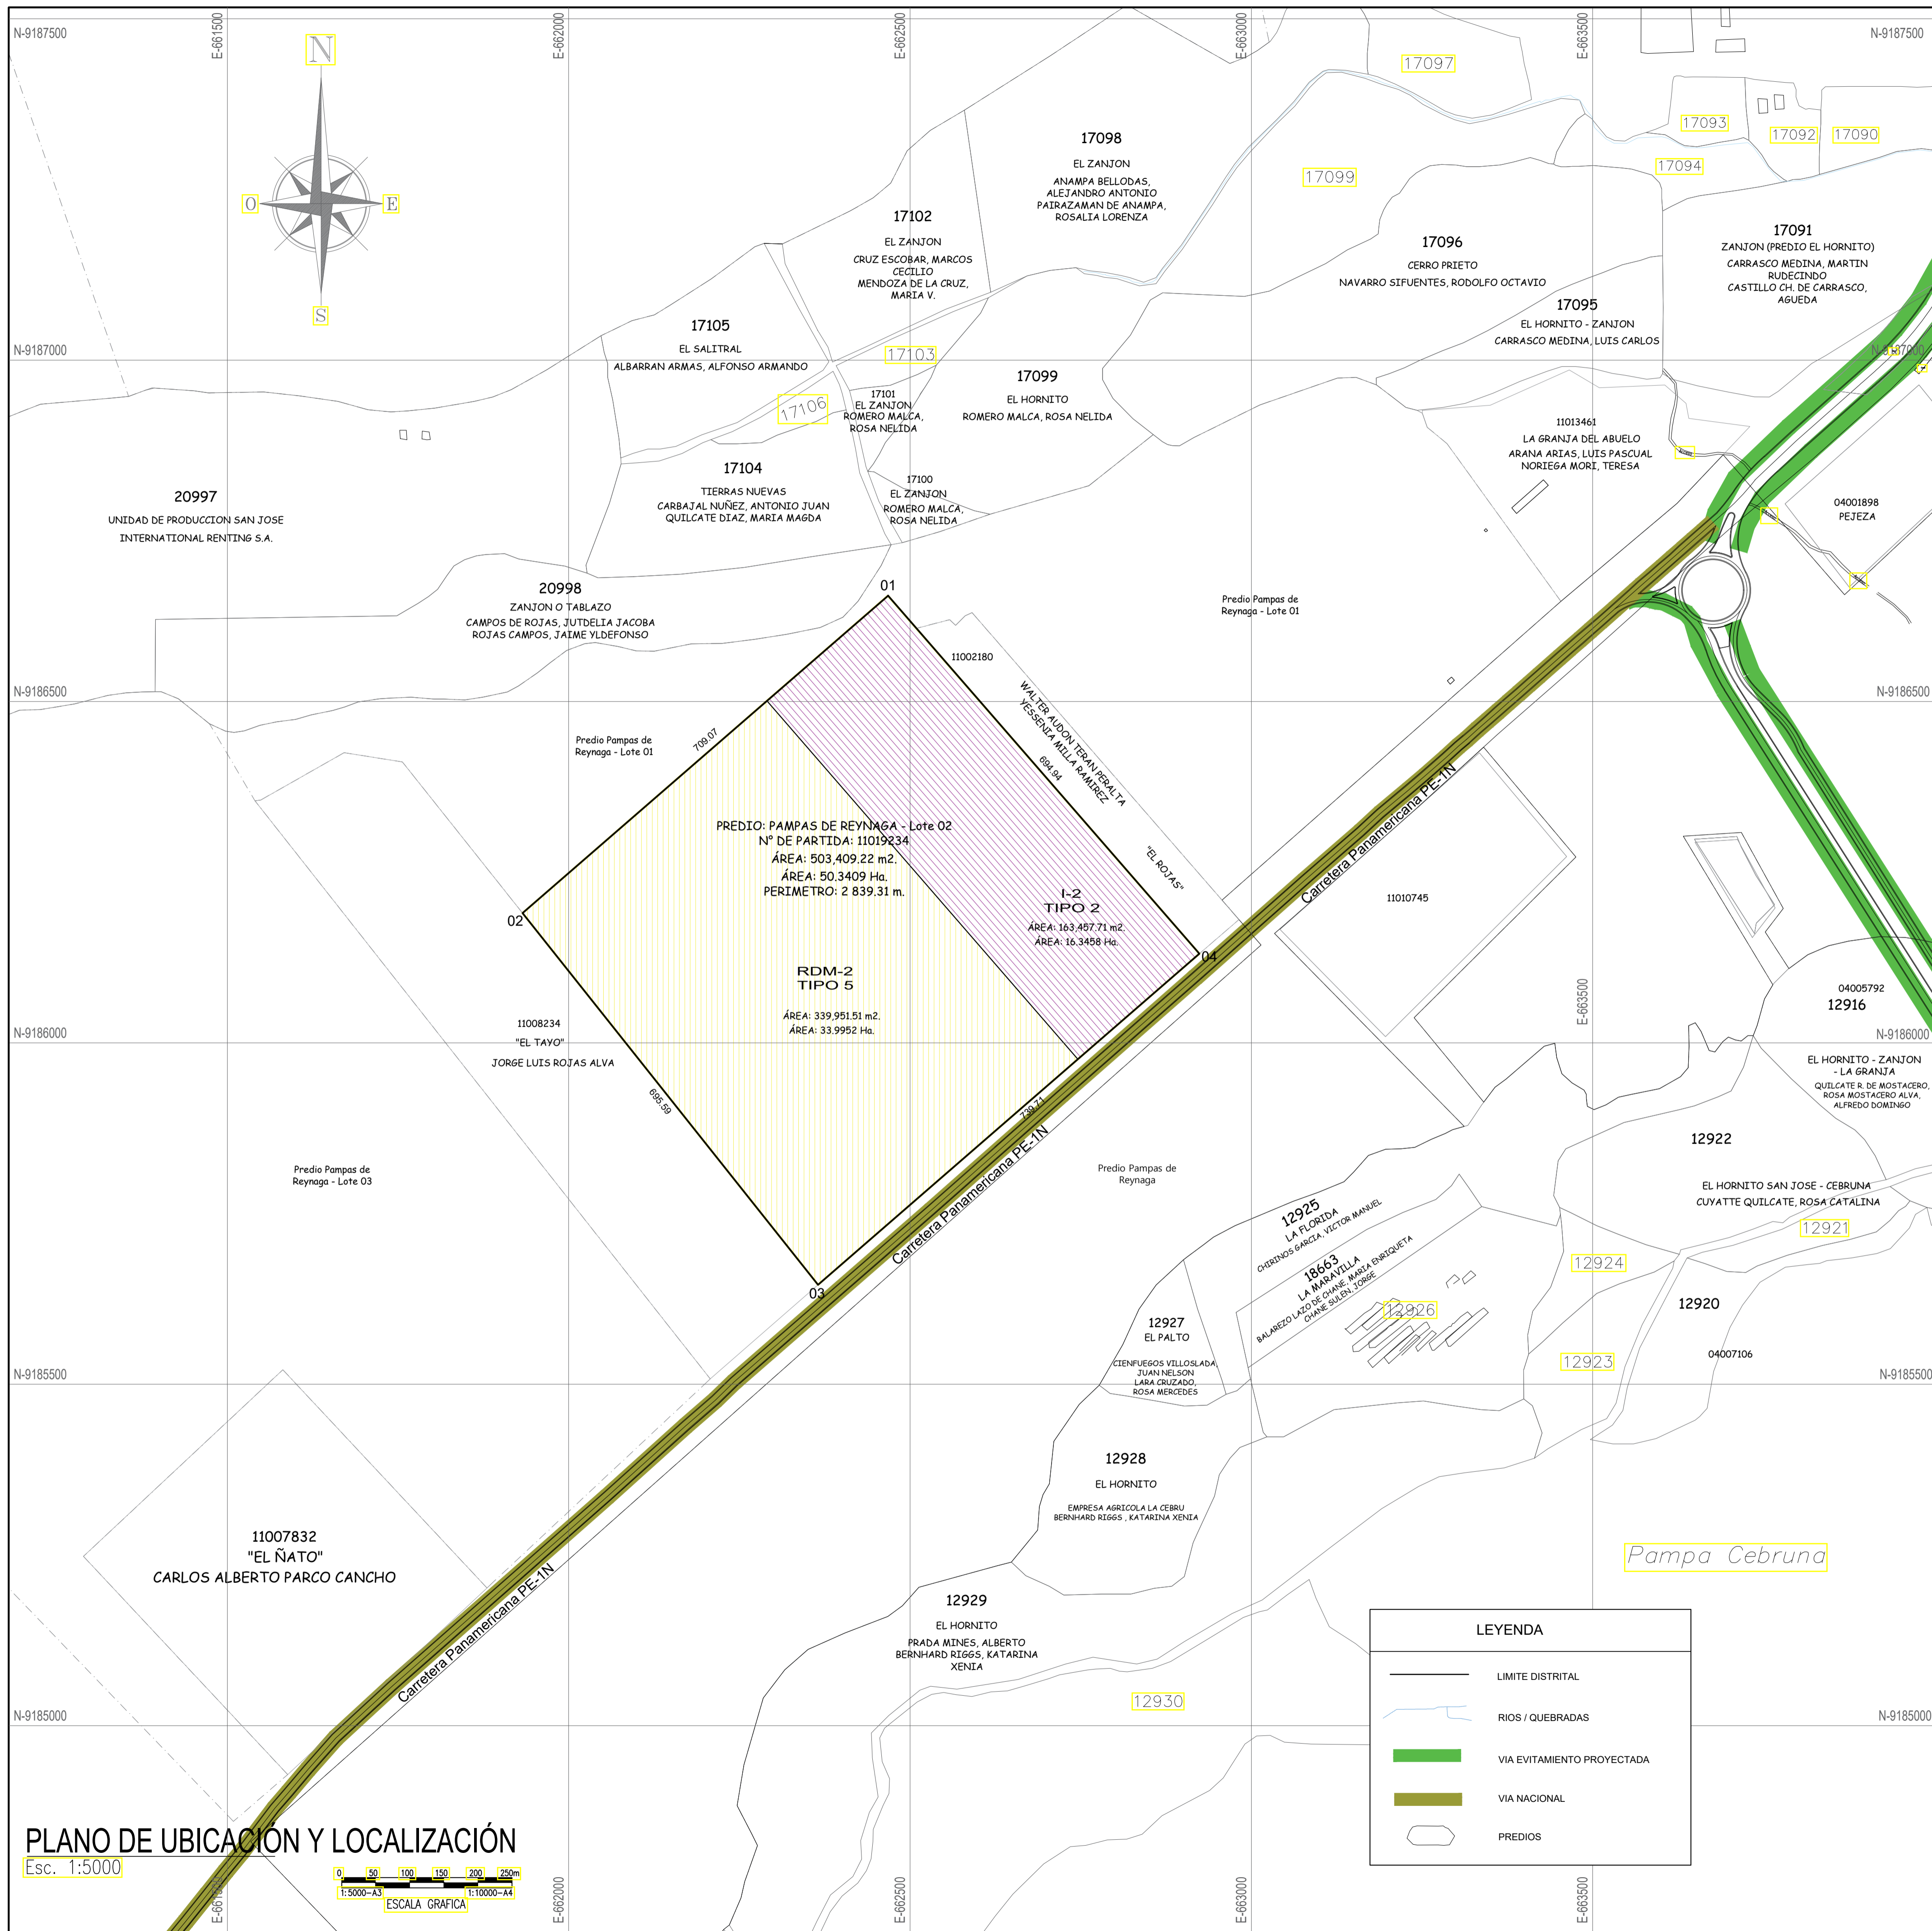 N-9187500
E-661500
E-662000
E-662500
E-663000
E-663500
N-9187500
N
O
E
S
17097
17093
17092
17090
17094
17098
EL ZANJON
ANAMPA BELLODAS,
ALEJANDRO ANTONIO
PAIRAZAMAN DE ANAMPA,
ROSALIA LORENZA
17099
17102
EL ZANJON
CRUZ ESCOBAR, MARCOS
CECILIO
MENDOZA DE LA CRUZ,
MARIA V.
17096
CERRO PRIETO
NAVARRO SIFUENTES, RODOLFO OCTAVIO
17091
ZANJON (PREDIO EL HORNITO)
CARRASCO MEDINA, MARTIN
RUDECINDO
CASTILLO CH. DE CARRASCO,
AGUEDA
17095
EL HORNITO - ZANJON
CARRASCO MEDINA, LUIS CARLOS
N-9187000
N-9187000
17105
EL SALITRAL
ALBARRAN ARMAS, ALFONSO ARMANDO
17103
17106
17101
EL ZANJON
ROMERO MALCA,
ROSA NELIDA
17099
EL HORNITO
ROMERO MALCA, ROSA NELIDA
11013461
LA GRANJA DEL ABUELO
ARANA ARIAS, LUIS PASCUAL
NORIEGA MORI, TERESA
17104
TIERRAS NUEVAS
CARBAJAL NUÑEZ, ANTONIO JUAN
QUILCATE DIAZ, MARIA MAGDA
17100
EL ZANJON
ROMERO MALCA,
ROSA NELIDA
04001898
PEJEZA
20997
UNIDAD DE PRODUCCION SAN JOSE
INTERNATIONAL RENTING S.A.
20998
ZANJON O TABLAZO
CAMPOS DE ROJAS, JUTDELIA JACOBA
ROJAS CAMPOS, JAIME YLDEFONSO
01
Predio Pampas de
Reynaga - Lote 01
11002180
WALTER AUDON TERAN PERALTA
YESSENIA MILLA RAMIREZ
694.94
"EL ROJAS"
N-9186500
N-9186500
Predio Pampas de
Reynaga - Lote 01
709.07
PREDIO: PAMPAS DE REYNAGA - Lote 02
N° DE PARTIDA: 11019234
ÁREA: 503,409.22 m2.
ÁREA: 50.3409 Ha.
PERIMETRO: 2 839.31 m.
Carretera Panamericana PE-1N
11010745
I-2
TIPO 2
ÁREA: 163,457.71 m2.
ÁREA: 16.3458 Ha.
02
04
RDM-2
TIPO 5
ÁREA: 339,951.51 m2.
ÁREA: 33.9952 Ha.
E-663500
04005792
12916
EL HORNITO - ZANJON
- LA GRANJA
QUILCATE R. DE MOSTACERO,
ROSA MOSTACERO ALVA,
ALFREDO DOMINGO
N-9186000
N-9186000
11008234
"EL TAYO"
JORGE LUIS ROJAS ALVA
695.59
739.71
Carretera Panamericana PE-1N
Predio Pampas de
Reynaga - Lote 03
Predio Pampas de
Reynaga
12922
EL HORNITO SAN JOSE - CEBRUNA
CUYATTE QUILCATE, ROSA CATALINA
12921
12925
LA FLORIDA
CHIRINOS GARCIA, VICTOR MANUEL
18663
LA MARAVILLA
BALAREZO LAZO DE CHANE, MARIA ENRIQUETA
CHANE SULEN, JORGE
12924
12926
12920
03
12927
EL PALTO
CIENFUEGOS VILLOSLADA,
JUAN NELSON
LARA CRUZADO,
ROSA MERCEDES
12923
04007106
N-9185500
N-9185500
12928
EL HORNITO
EMPRESA AGRICOLA LA CEBRU
BERNHARD RIGGS , KATARINA XENIA
11007832
"EL ÑATO"
CARLOS ALBERTO PARCO CANCHO
Carretera Panamericana PE-1N
Pampa Cebruna
12929
EL HORNITO
PRADA MINES, ALBERTO
BERNHARD RIGGS, KATARINA
XENIA
12930
N-9185000
N-9185000
LEYENDA
LIMITE DISTRITAL
RIOS / QUEBRADAS
VIA EVITAMIENTO PROYECTADA
VIA NACIONAL
PREDIOS
PLANO DE UBICACIÓN Y LOCALIZACIÓN
Esc. 1:5000
0 50 100 150 200 250m
1:5000-A3 1:10000-A4
ESCALA GRAFICA
E-661500
E-662000
E-662500
E-663000
E-663500